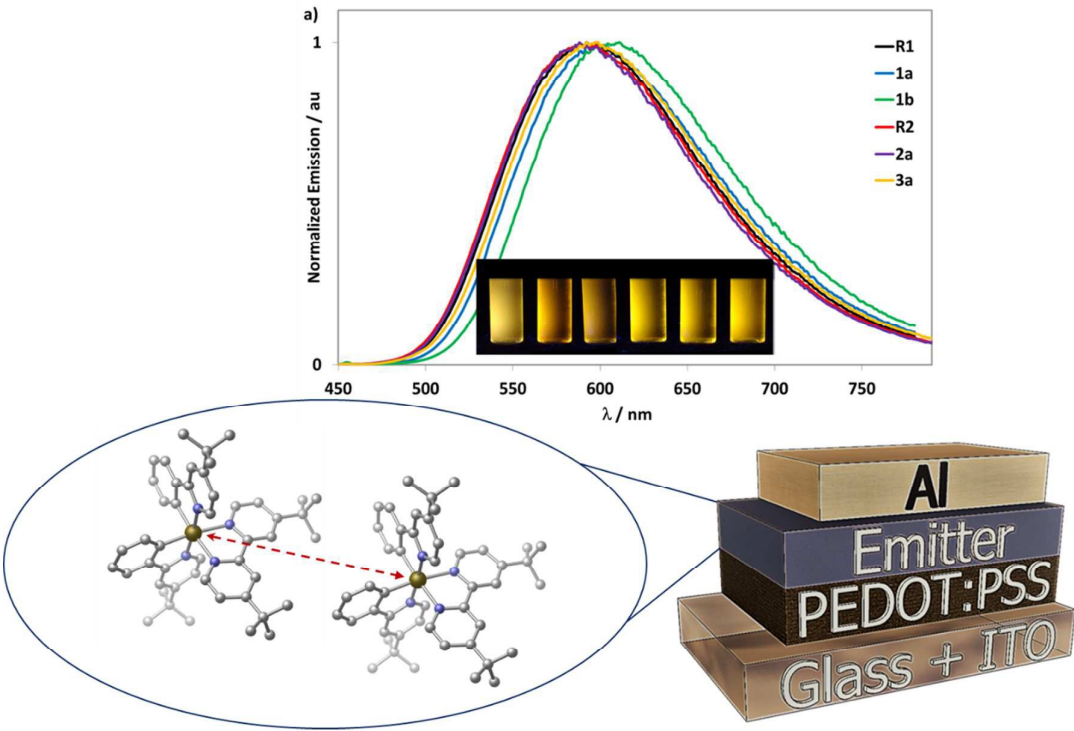 a)
Normalized Emission / au
1
0
450
500
550
600
650
700
750
λ / nm
R1
1a
1b
R2
2a
3a
Al
Emitter
PEDOT:PSS
Glass + ITO